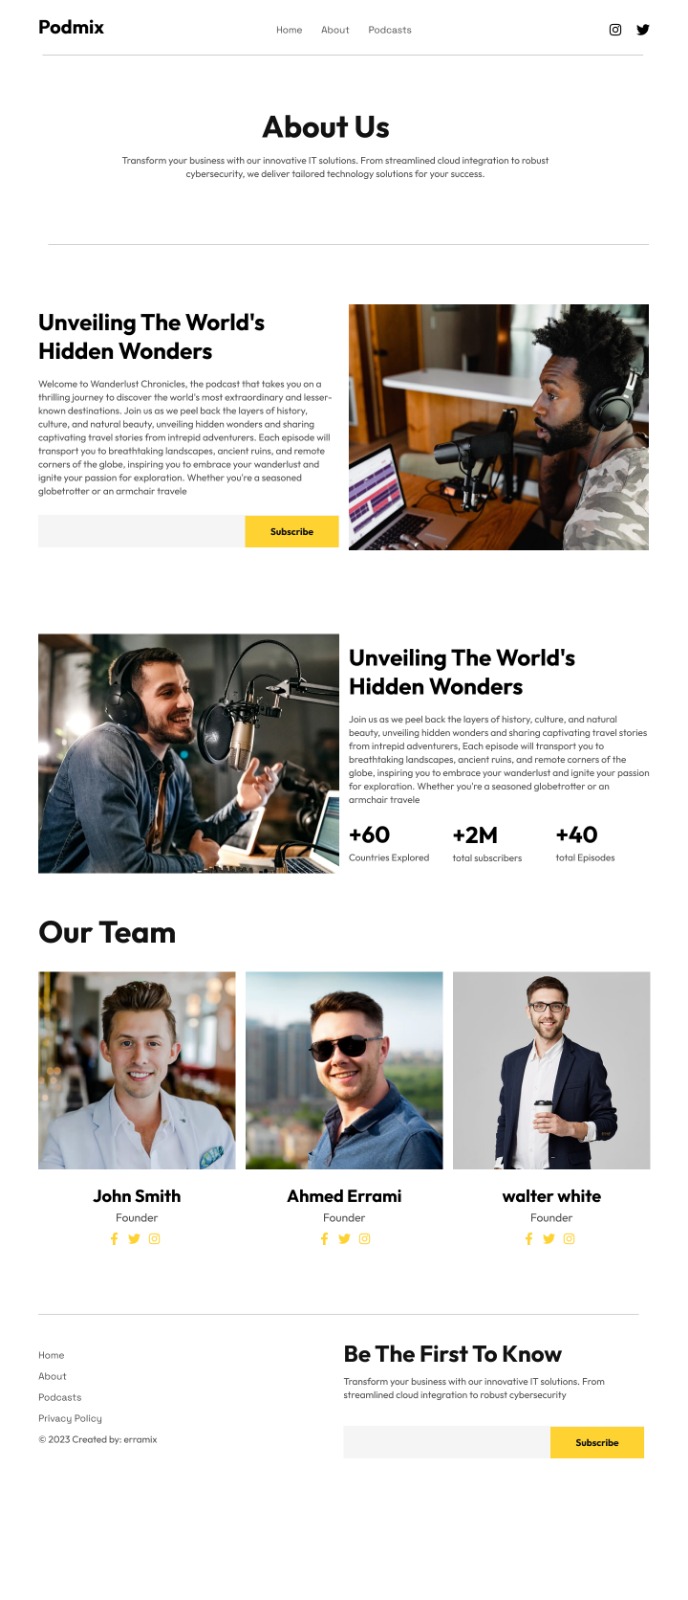 Podmix
Home
About
Podcasts
About Us
Transform your business with our innovative IT solutions. From streamlined cloud integration to robust
cybersecurity, we deliver tailored technology solutions for your success.
Unveiling The World's
Hidden Wonders
Welcome to Wanderlust Chronicles, the podcast that takes you on a
thrilling journey to discover the world's most extraordinary and lesser-
known destinations. Join us as we peel back the layers of history,
culture, and natural beauty, unveiling hidden wonders and sharing
captivating travel stories from intrepid adventurers. Each episode will
transport you to breathtaking landscapes, ancient ruins, and remote
corners of the globe, inspiring you to embrace your wanderlust and
ignite your passion for exploration. Whether you're a seasoned
globetrotter or an armchair travele
Subscribe
Unveiling The World's
Hidden Wonders
Join us as we peel back the layers of history, culture, and natural
beauty, unveiling hidden wonders and sharing captivating travel stories
from intrepid adventurers, Each episode will transport you to
breathtaking landscapes, ancient ruins, and remote corners of the
globe, inspiring you to embrace your wanderlust and ignite your passion
for exploration. Whether you're a seasoned globetrotter or an
armchair travele
+60
Countries Explored
+2M
total subscribers
+40
total Episodes
Our Team
John Smith
Founder
Ahmed Errami
Founder
walter white
Founder
Home
About
Podcasts
Privacy Policy
© 2023 Created by: erramix
Be The First To Know
Transform your business with our innovative IT solutions. From
streamlined cloud integration to robust cybersecurity
Subscribe